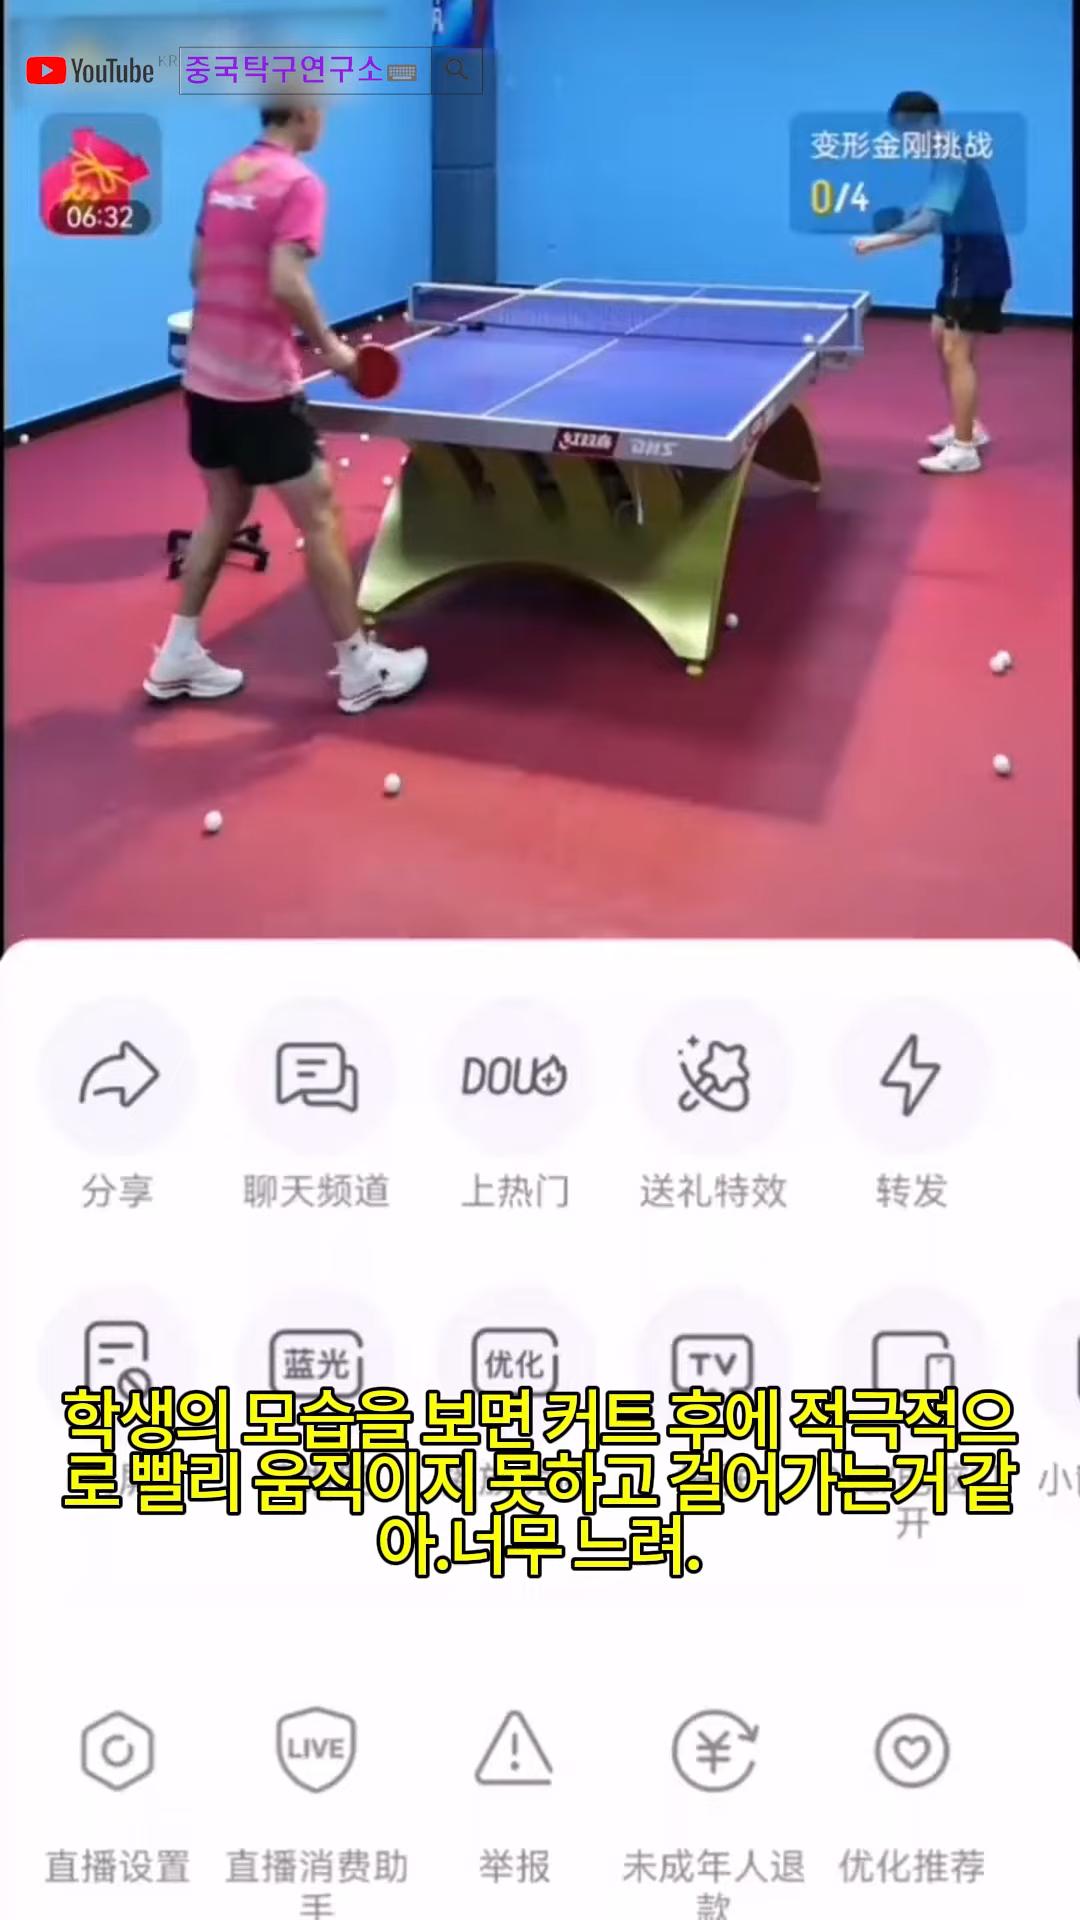 YouTube KR 중국탁구연구소
06:32
变形金刚挑战
0/4
DHS
DOU+
分享 聊天频道 上热门 送礼特效 转发
蓝光 优化 TV
학생의 모습을 보면 커트 후에 적극적으
로 빨리 움직이지 못하고 걸어가는거 같
아.너무 느려.
小
开
LIVE
直播设置 直播消费助手 举报 未成年人退款 优化推荐